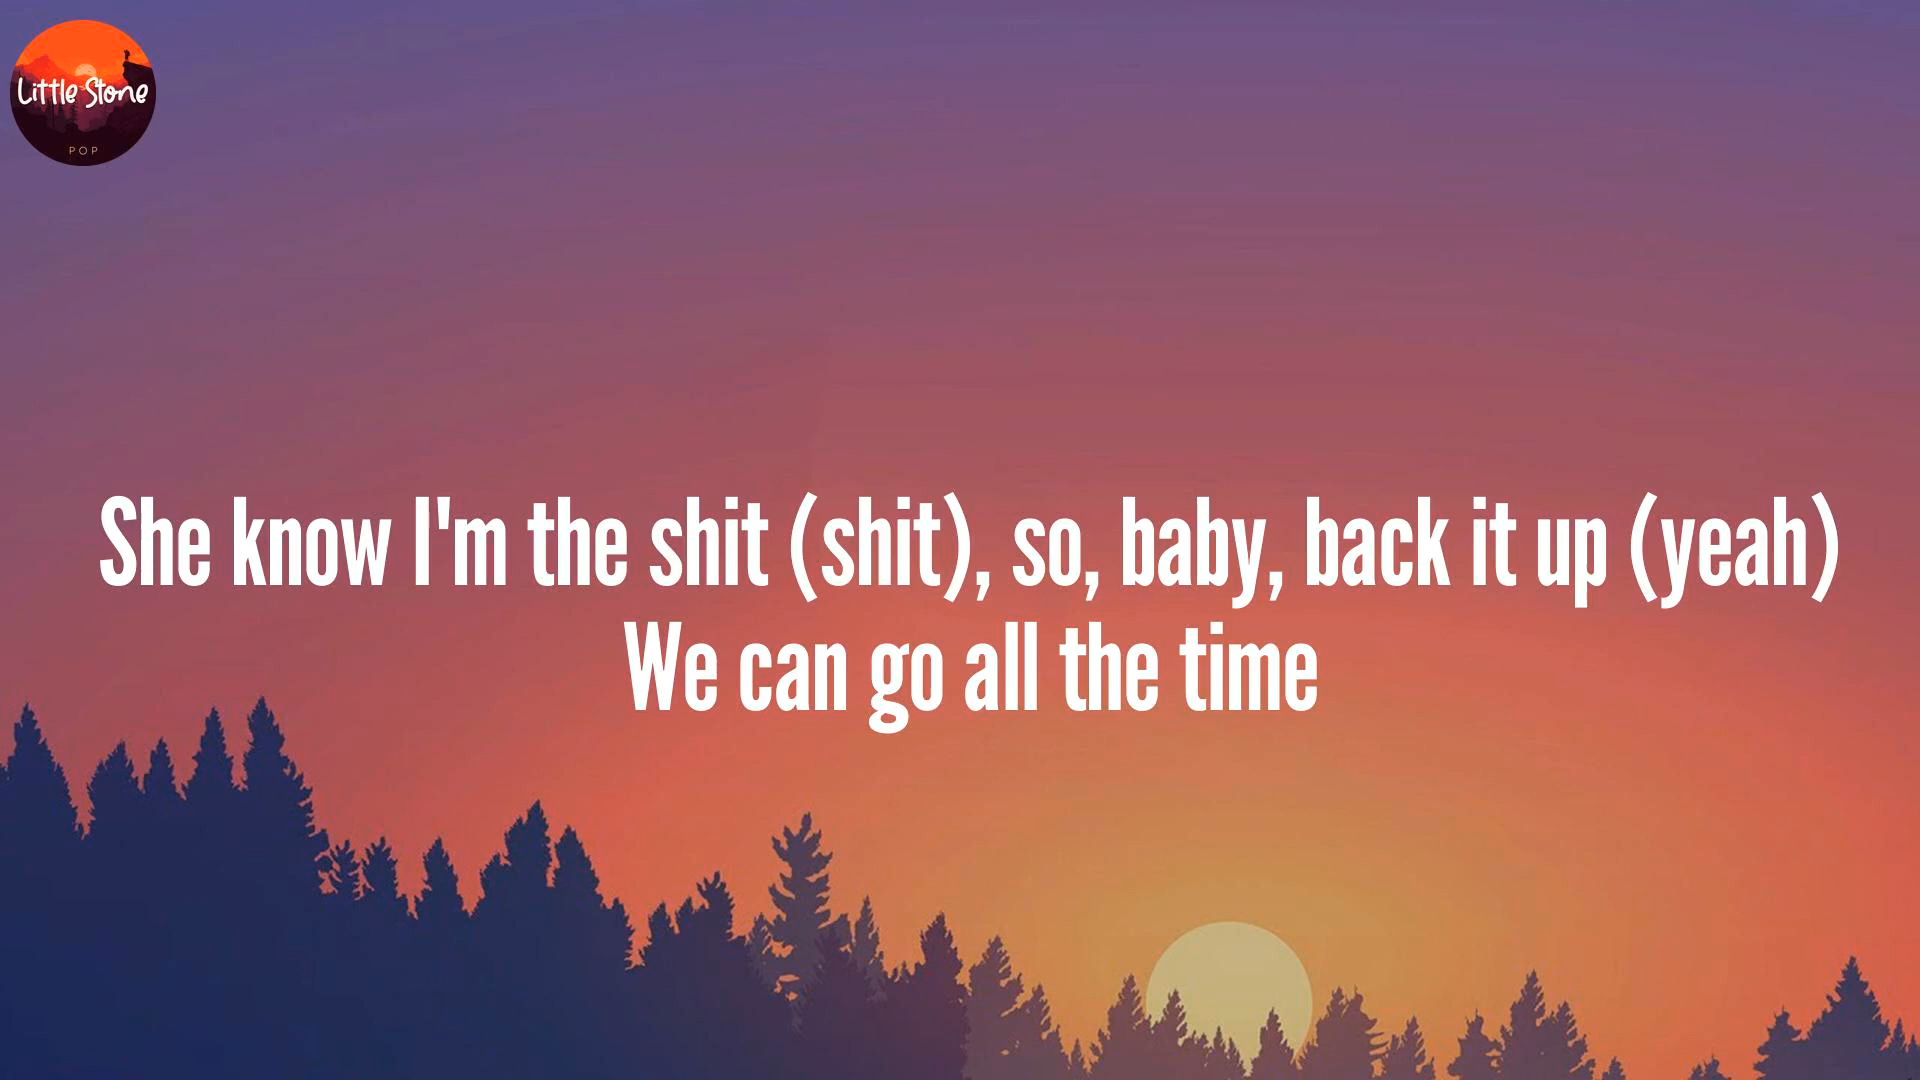 Little Stone
POP
She know I'm the shit (shit), so, baby, back it up (yeah)
We can go all the time